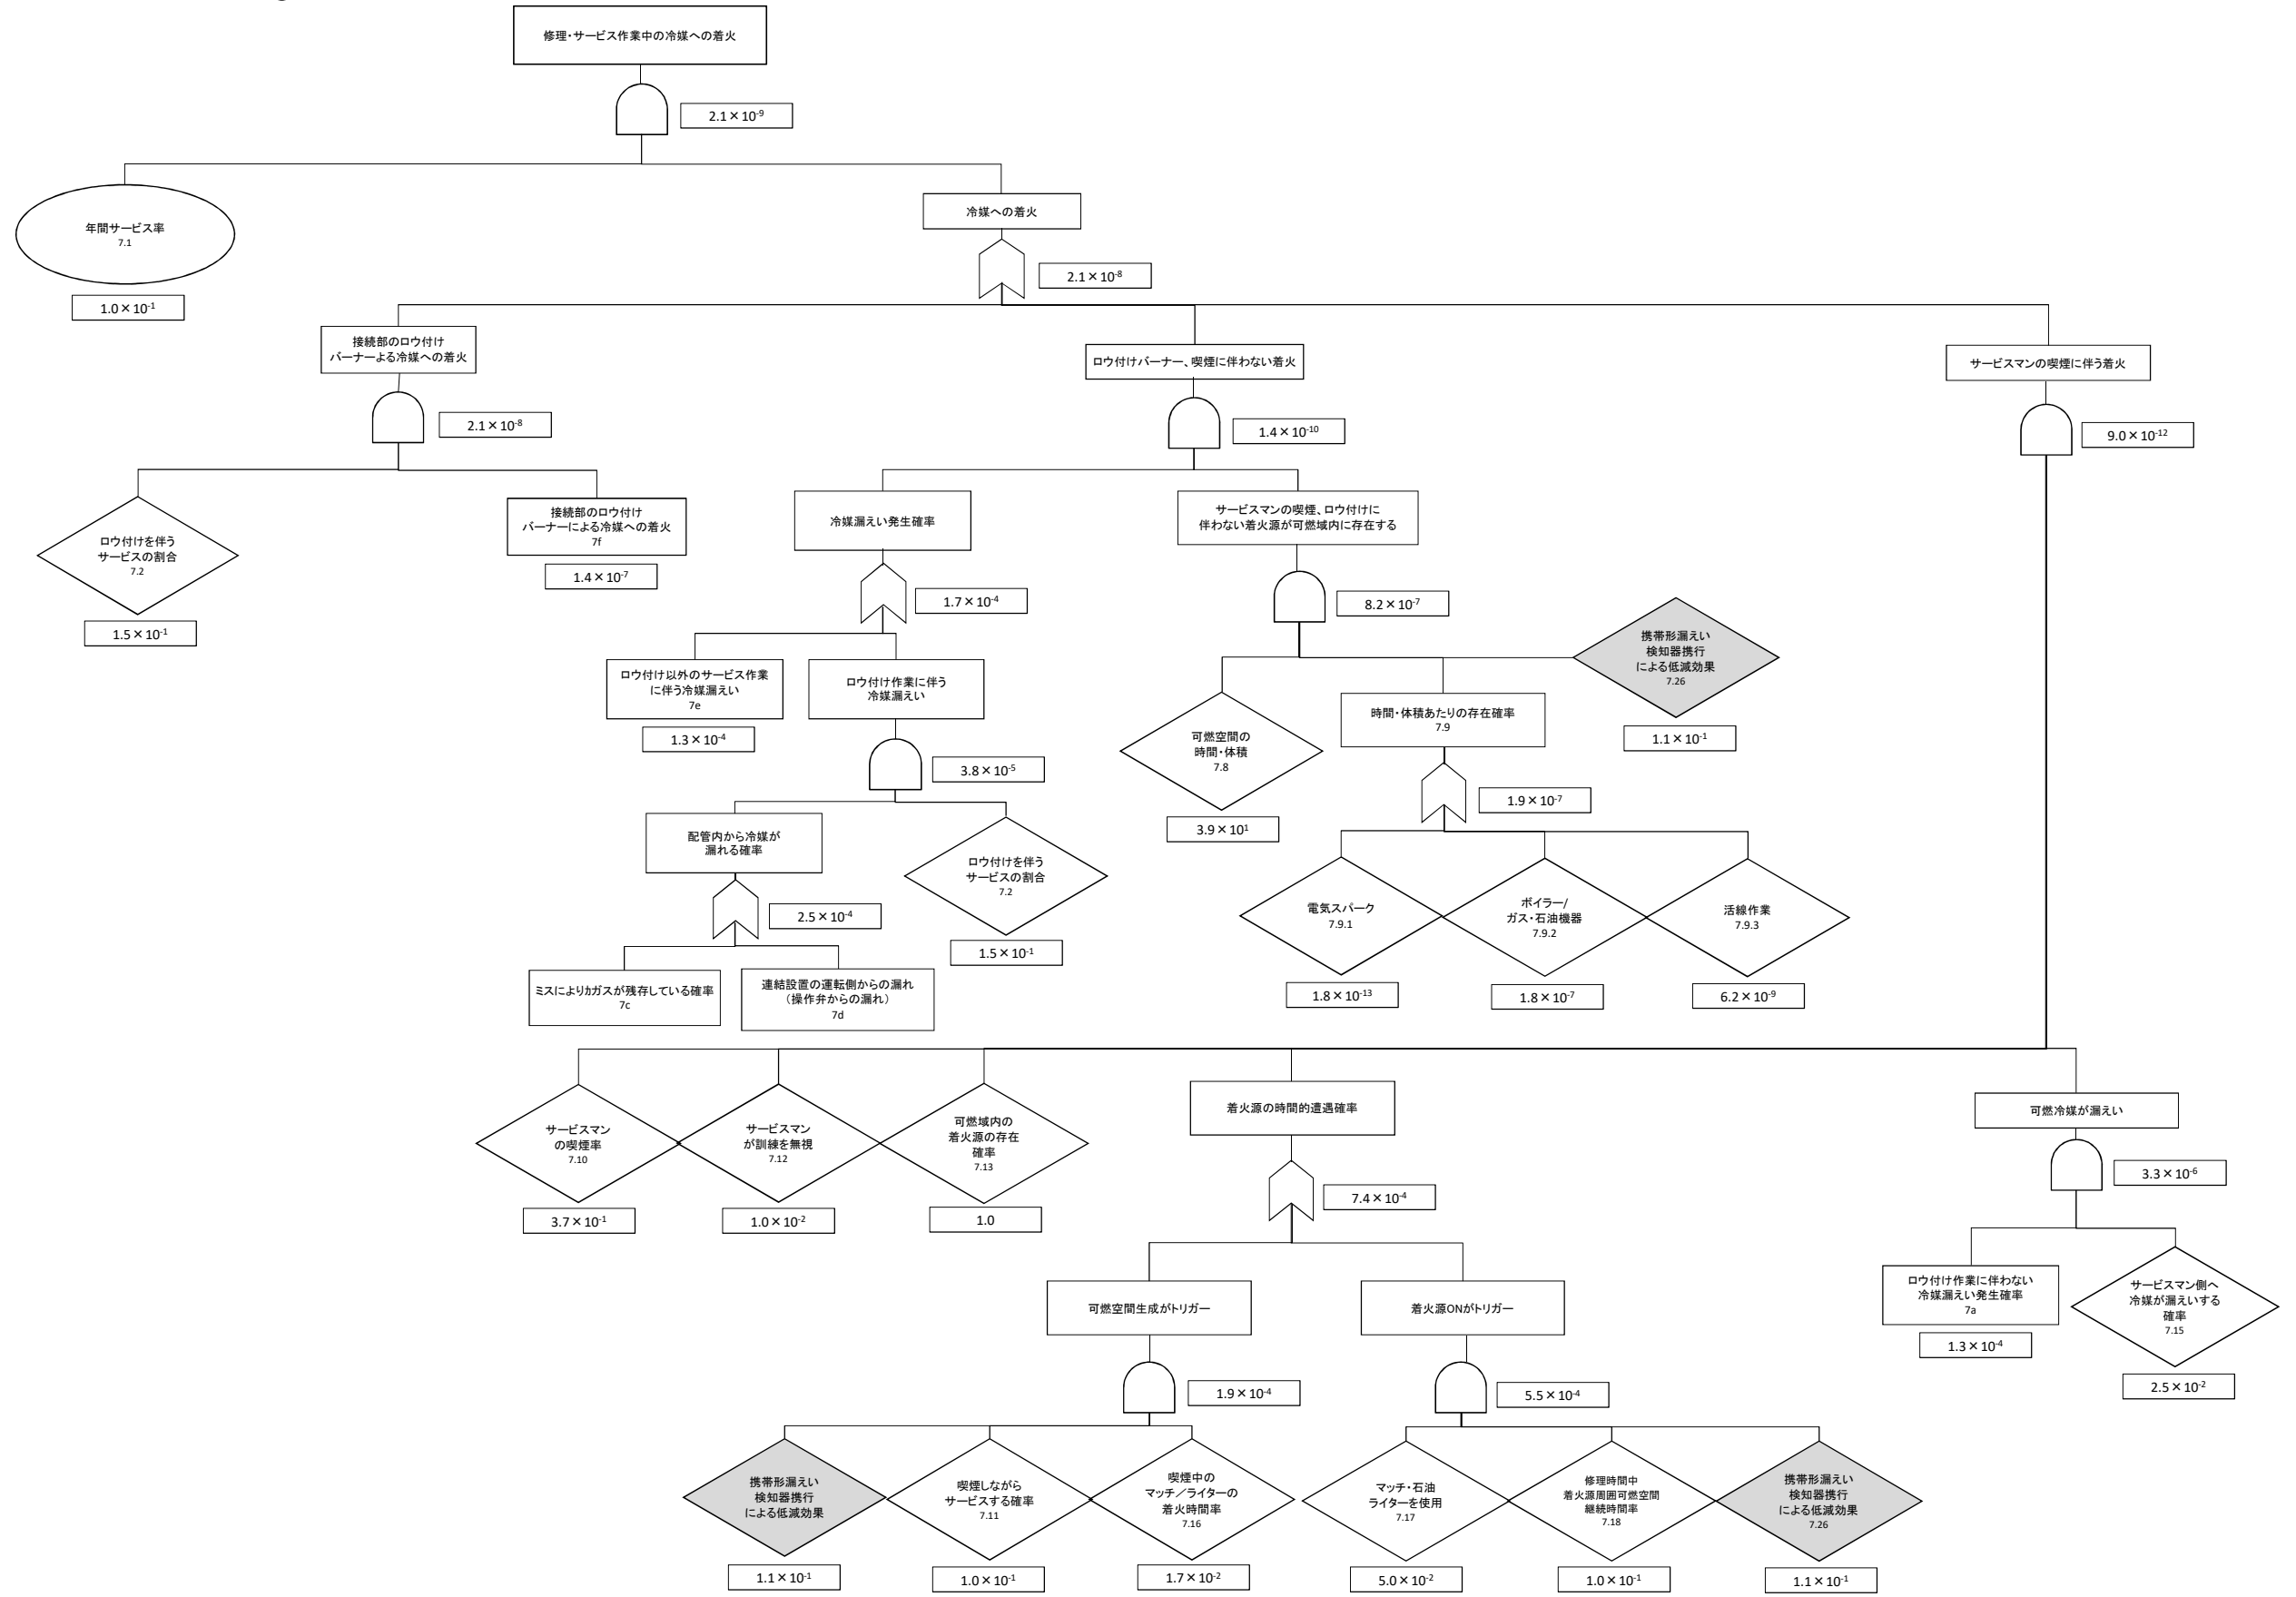 修理・サービス作業中の冷媒への着火
2.1×10-9
年間サービス率
7.1
1.0×10-1
冷媒への着火
2.1×10-8
接続部のロウ付け
バーナーよる冷媒への着火
2.1×10-8
ロウ付けバーナー、喫煙に伴わない着火
1.4×10-10
サービスマンの喫煙に伴う着火
9.0×10-12
ロウ付けを伴う
サービスの割合
7.2
1.5×10-1
接続部のロウ付け
バーナーによる冷媒への着火
7f
1.4×10-7
冷媒漏えい発生確率
1.7×10-4
サービスマンの喫煙、ロウ付けに
伴わない着火源が可燃域内に存在する
8.2×10-7
携帯形漏えい
検知器携行
による低減効果
7.26
1.1×10-1
ロウ付け以外のサービス作業
に伴う冷媒漏えい
7e
1.3×10-4
ロウ付け作業に伴う
冷媒漏えい
3.8×10-5
可燃空間の
時間・体積
7.8
3.9×101
時間・体積あたりの存在確率
7.9
1.9×10-7
配管内から冷媒が
漏れる確率
2.5×10-4
ロウ付けを伴う
サービスの割合
7.2
1.5×10-1
電気スパーク
7.9.1
1.8×10-13
ボイラー/
ガス・石油機器
7.9.2
1.8×10-7
活線作業
7.9.3
6.2×10-9
ミスによりカガスが残存している確率
7c
連結設置の運転側からの漏れ
（操作弁からの漏れ）
7d
サービスマン
の喫煙率
7.10
3.7×10-1
サービスマン
が訓練を無視
7.12
1.0×10-2
可燃域内の
着火源の存在
確率
7.13
1.0
着火源の時間的遭遇確率
7.4×10-4
可燃冷媒が漏えい
3.3×10-6
可燃空間生成がトリガー
1.9×10-4
着火源ONがトリガー
5.5×10-4
ロウ付け作業に伴わない
冷媒漏えい発生確率
7a
1.3×10-4
サービスマン側へ
冷媒が漏えいする
確率
7.15
2.5×10-2
携帯形漏えい
検知器携行
による低減効果
1.1×10-1
喫煙しながら
サービスする確率
7.11
1.0×10-1
喫煙中の
マッチ／ライターの
着火時間率
7.16
1.7×10-2
マッチ・石油
ライターを使用
7.17
5.0×10-2
修理時間中
着火源周囲可燃空間
継続時間率
7.18
1.0×10-1
携帯形漏えい
検知器携行
による低減効果
7.26
1.1×10-1